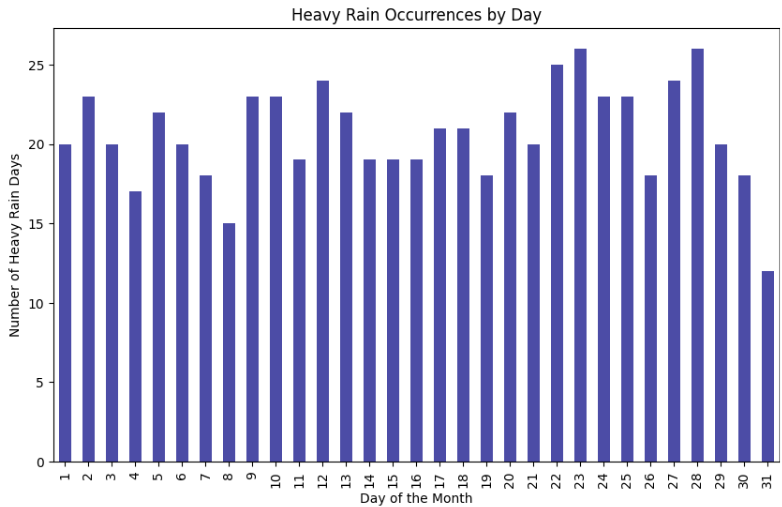 Heavy Rain Occurrences by Day
Number of Heavy Rain Days
25
20
15
10
5
0
1 2 3 4 5 6 7 8 9 10 11 12 13 14 15 16 17 18 19 20 21 22 23 24 25 26 27 28 29 30 31
Day of the Month